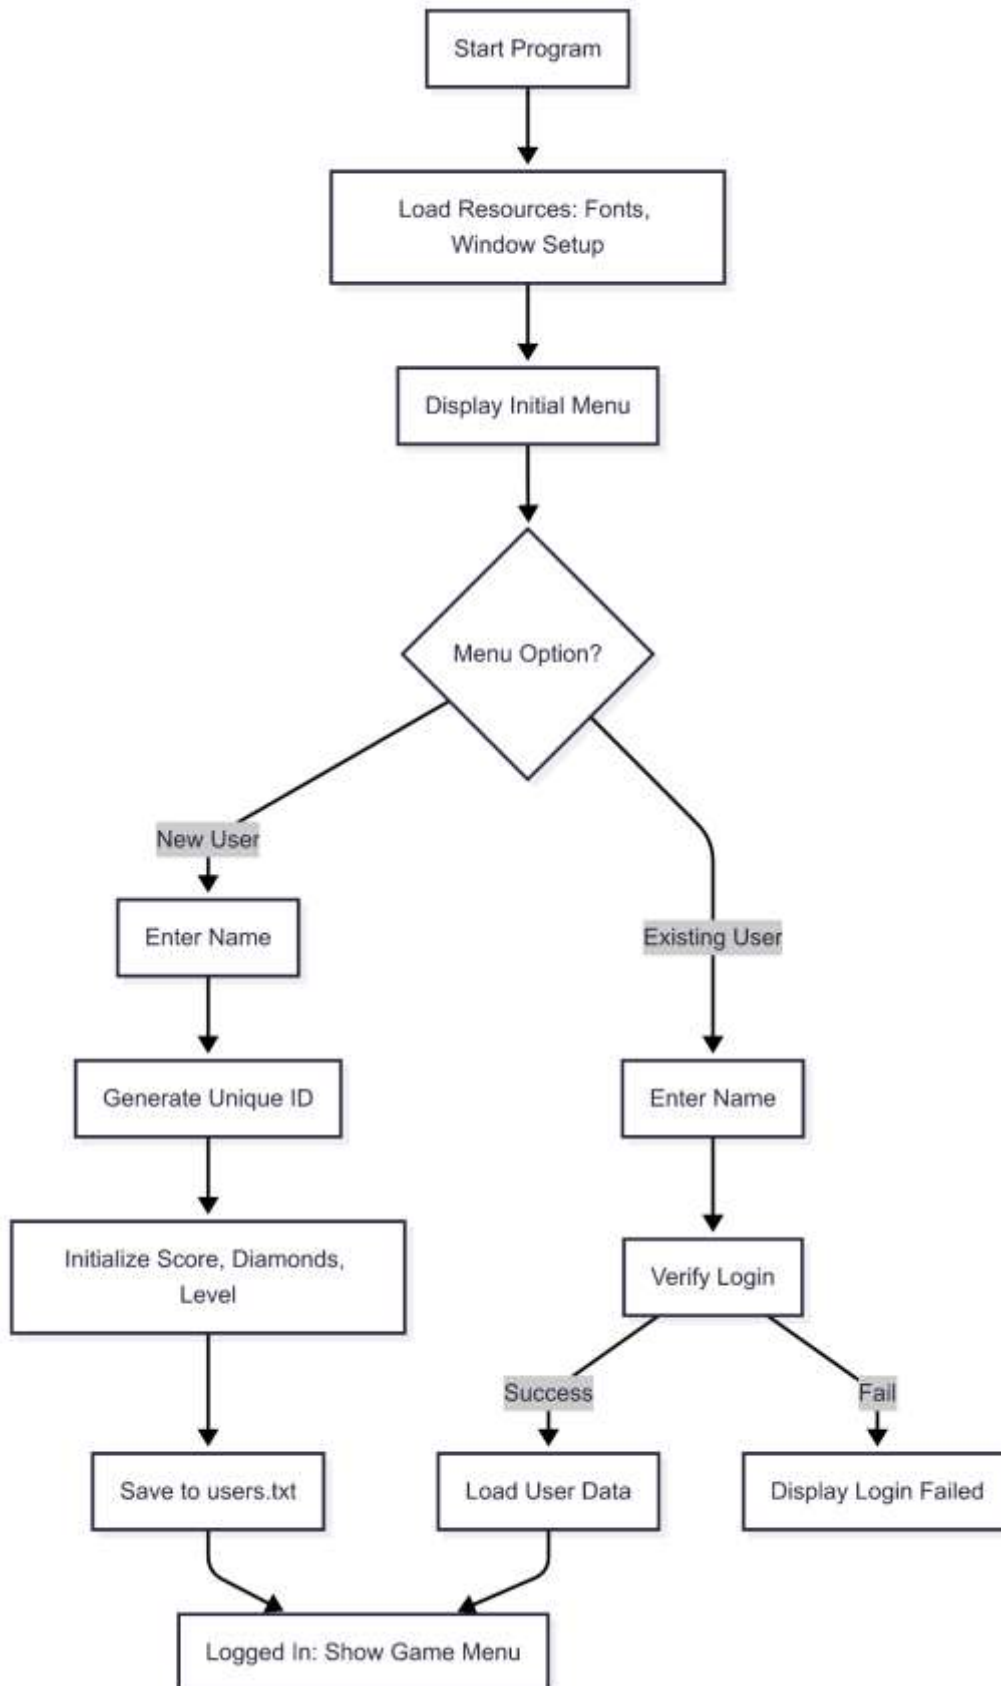 Start Program
Load Resources: Fonts,
Window Setup
Display Initial Menu
Menu Option?
New User
Existing User
Enter Name
Generate Unique ID
Enter Name
Initialize Score, Diamonds,
Level
Verify Login
Success
Fail
Save to users.txt
Load User Data
Display Login Failed
Logged In: Show Game Menu